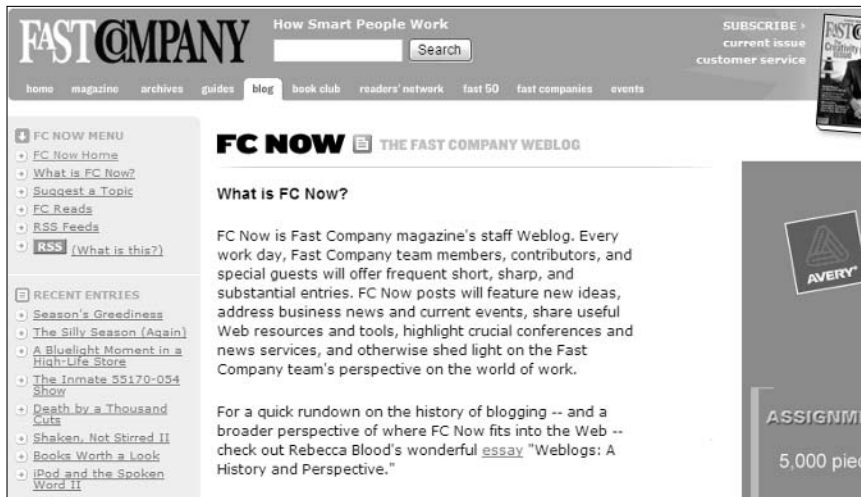 FAST COMPANY
How Smart People Work
Search
SUBSCRIBE ›
current issue
customer service
home magazine archives guides blog book club readers' network fast 50 fast companies events
FC NOW MENU
FC Now Home
What is FC Now?
Suggest a Topic
FC Reads
RSS Feeds
RSS (What is this?)
RECENT ENTRIES
Season's Greediness
The Silly Season (Again)
A Bluelight Moment in a
High-Life Store
The Inmate 55170-054
Show
Death by a Thousand
Cuts
Shaken, Not Stirred II
Books Worth a Look
iPod and the Spoken
Word II
FC NOW THE FAST COMPANY WEBLOG
What is FC Now?
FC Now is Fast Company magazine's staff Weblog. Every
work day, Fast Company team members, contributors, and
special guests will offer frequent short, sharp, and
substantial entries. FC Now posts will feature new ideas,
address business news and current events, share useful
Web resources and tools, highlight crucial conferences and
news services, and otherwise shed light on the Fast
Company team's perspective on the world of work.
For a quick rundown on the history of blogging -- and a
broader perspective of where FC Now fits into the Web --
check out Rebecca Blood's wonderful essay "Weblogs: A
History and Perspective."
AVERY
ASSIGNM
5,000 pie